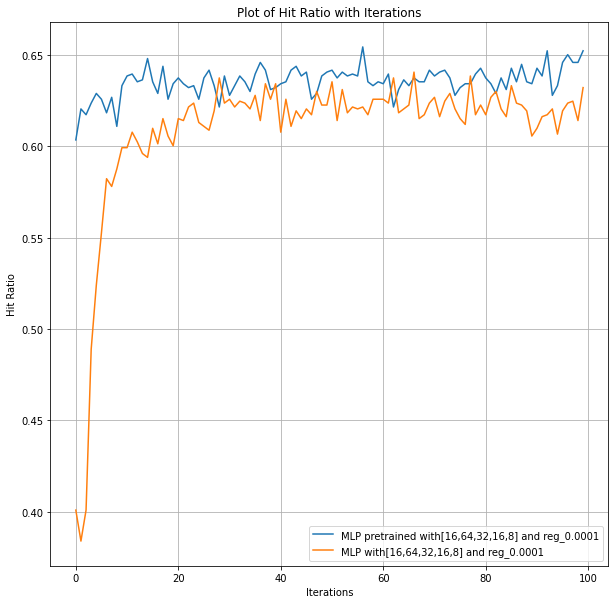 Plot of Hit Ratio with Iterations
0.65
0.60
0.55
0.50
0.45
0.40
Hit Ratio
MLP pretrained with[16,64,32,16,8] and reg_0.0001
MLP with[16,64,32,16,8] and reg_0.0001
0 20 40 60 80 100
Iterations